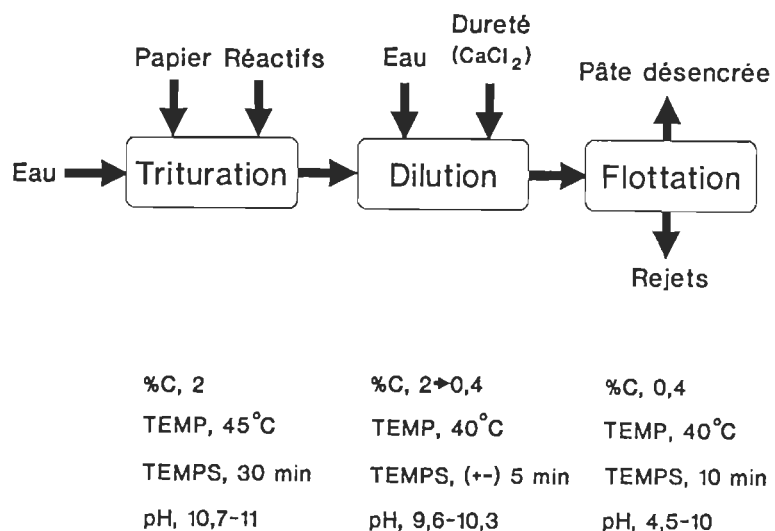 Dureté
Papier Réactifs
Eau
(CaCl₂)
Pâte désencrée
Eau
Trituration
Dilution
Flottation
Rejets
%C, 2
%C, 2→0,4
%C, 0,4
TEMP, 45°C
TEMP, 40°C
TEMP, 40°C
TEMPS, 30 min
TEMPS, (+-) 5 min
TEMPS, 10 min
pH, 10,7-11
pH, 9,6-10,3
pH, 4,5-10